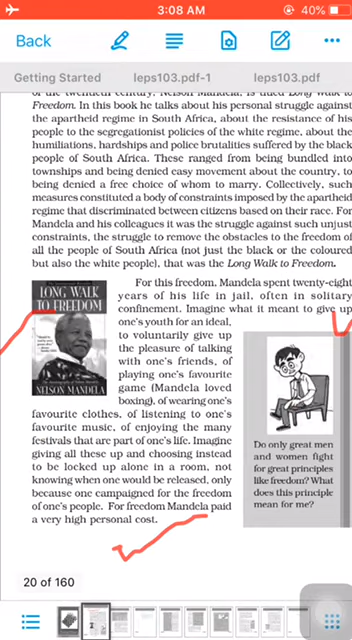 3:08 AM
40%
Back
Getting Started
leps103.pdf-1
leps103.pdf
of the twentieth century, Nelson Mandela, is titled Long Walk to
Freedom. In this book he talks about his personal struggle against
the apartheid regime in South Africa, about the resistance of his
people to the segregationist policies of the white regime, about the
humiliations, hardships and police brutalities suffered by the black
people of South Africa. These ranged from being bundled into
townships and being denied easy movement about the country, to
being denied a free choice of whom to marry. Collectively, such
measures constituted a body of constraints imposed by the apartheid
regime that discriminated between citizens based on their race. For
Mandela and his colleagues it was the struggle against such unjust
constraints, the struggle to remove the obstacles to the freedom of
all the people of South Africa (not just the black or the coloured
but also the white people), that was the Long Walk to Freedom.
LONG WALK
TO FREEDOM
NELSON MANDELA
For this freedom, Mandela spent twenty-eight
years of his life in jail, often in solitary
confinement. Imagine what it meant to give up
one's youth for an ideal,
to voluntarily give up
the pleasure of talking
with one's friends, of
playing one's favourite
game (Mandela loved
boxing), of wearing one's
favourite clothes, of listening to one's
favourite music, of enjoying the many
festivals that are part of one's life. Imagine
giving all these up and choosing instead
to be locked up alone in a room, not
knowing when one would be released, only
because one campaigned for the freedom
of one's people. For freedom Mandela paid
a very high personal cost.
Do only great men
and women fight
for great principles
like freedom? What
does this principle
mean for me?
20 of 160